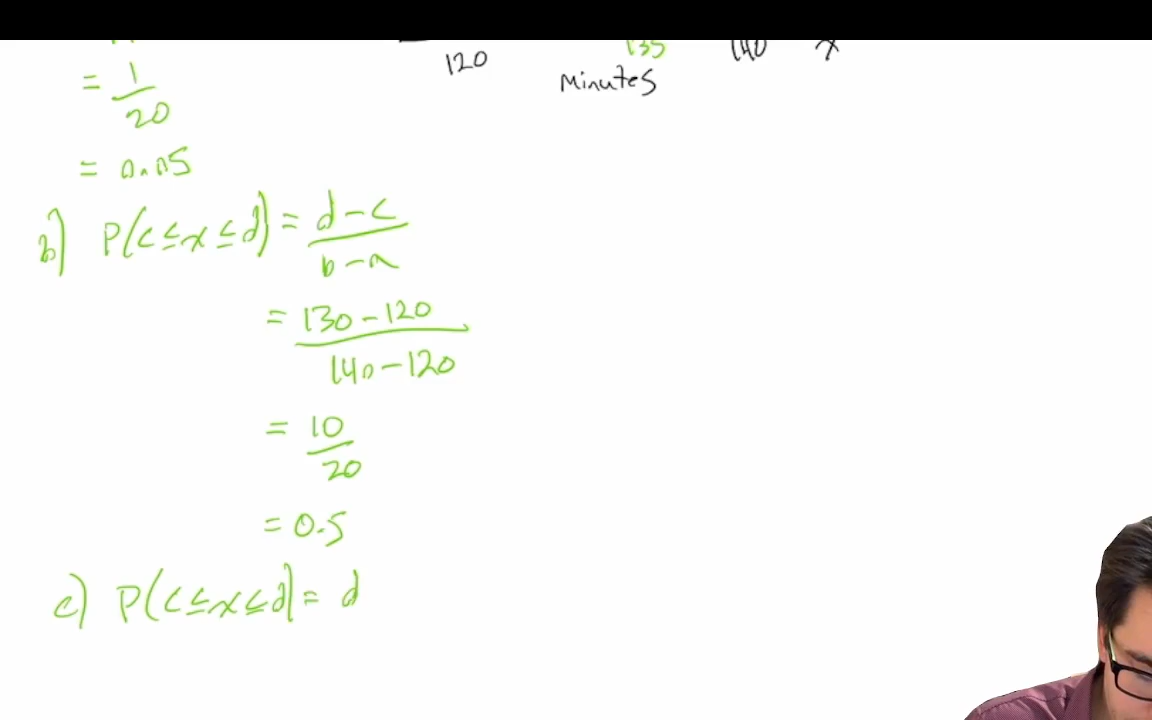 120 135 140 x
Minutes
= 1/20
= 0.05
b) P(c≤x≤d) = d-c/b-a
= 130-120/140-120
= 10/20
= 0.5
c) P(c≤x≤d) = d